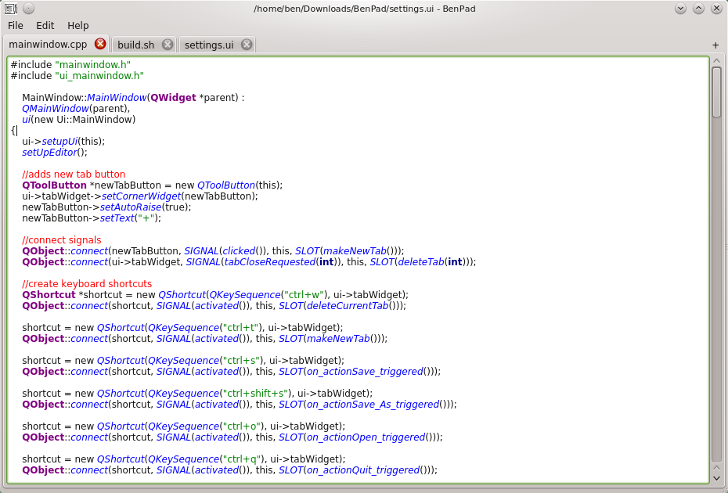 /home/ben/Downloads/BenPad/settings.ui - BenPad
File Edit Help
mainwindow.cpp build.sh settings.ui +
#include "mainwindow.h"
#include "ui_mainwindow.h"
MainWindow::MainWindow(QWidget *parent) :
QMainWindow(parent),
ui(new Ui::MainWindow)
{
ui->setupUi(this);
setUpEditor();
//adds new tab button
QToolButton *newTabButton = new QToolButton(this);
ui->tabWidget->setCornerWidget(newTabButton);
newTabButton->setAutoRaise(true);
newTabButton->setText("+");
//connect signals
QObject::connect(newTabButton, SIGNAL(clicked()), this, SLOT(makeNewTab()));
QObject::connect(ui->tabWidget, SIGNAL(tabCloseRequested(int)), this, SLOT(deleteTab(int)));
//create keyboard shortcuts
QShortcut *shortcut = new QShortcut(QKeySequence("ctrl+w"), ui->tabWidget);
QObject::connect(shortcut, SIGNAL(activated()), this, SLOT(deleteCurrentTab()));
shortcut = new QShortcut(QKeySequence("ctrl+t"), ui->tabWidget);
QObject::connect(shortcut, SIGNAL(activated()), this, SLOT(makeNewTab()));
shortcut = new QShortcut(QKeySequence("ctrl+s"), ui->tabWidget);
QObject::connect(shortcut, SIGNAL(activated()), this, SLOT(on_actionSave_triggered()));
shortcut = new QShortcut(QKeySequence("ctrl+shift+s"), ui->tabWidget);
QObject::connect(shortcut, SIGNAL(activated()), this, SLOT(on_actionSave_As_triggered()));
shortcut = new QShortcut(QKeySequence("ctrl+o"), ui->tabWidget);
QObject::connect(shortcut, SIGNAL(activated()), this, SLOT(on_actionOpen_triggered()));
shortcut = new QShortcut(QKeySequence("ctrl+q"), ui->tabWidget);
QObject::connect(shortcut, SIGNAL(activated()), this, SLOT(on_actionQuit_triggered()));